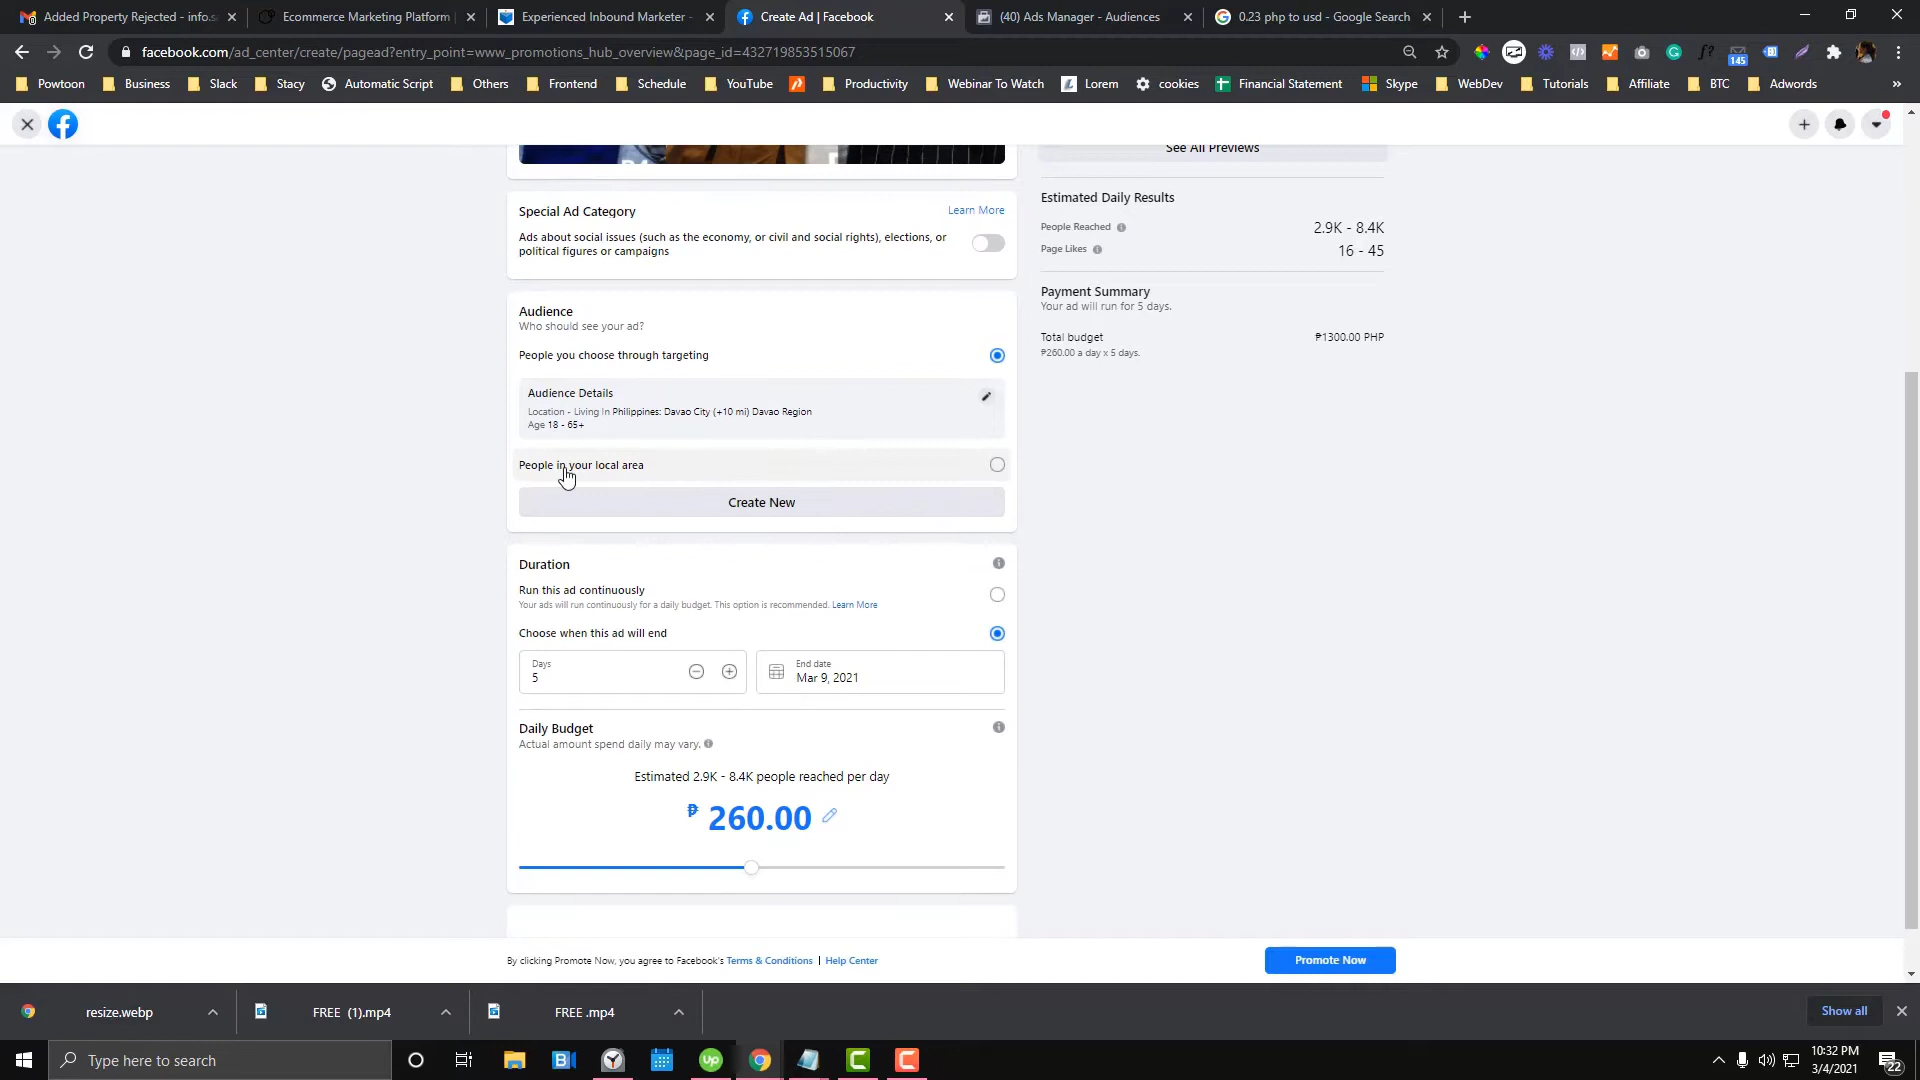 Added Property Rejected - info.s
Ecommerce Marketing Platform
Experienced Inbound Marketer -
Create Ad | Facebook
(40) Ads Manager - Audiences
0.23 php to usd - Google Search
facebook.com/ad_center/create/pagead?entry_point=www_promotions_hub_overview&page_id=432719853515067
145
Powtoon
Business
Slack
Stacy
Automatic Script
Others
Frontend
Schedule
YouTube
Productivity
Webinar To Watch
Lorem
cookies
Financial Statement
Skype
WebDev
Tutorials
Affiliate
BTC
Adwords
»
See All Previews
Special Ad Category
Learn More
Ads about social issues (such as the economy, or civil and social rights), elections, or
political figures or campaigns
Audience
Who should see your ad?
People you choose through targeting
Audience Details
Location - Living In Philippines: Davao City (+10 mi) Davao Region
Age 18 - 65+
People in your local area
Create New
Duration
Run this ad continuously
Your ads will run continuously for a daily budget. This option is recommended. Learn More
Choose when this ad will end
Days
5
End date
Mar 9, 2021
Daily Budget
Actual amount spend daily may vary.
Estimated 2.9K - 8.4K people reached per day
₱ 260.00
Estimated Daily Results
People Reached
2.9K - 8.4K
Page Likes
16 - 45
Payment Summary
Your ad will run for 5 days.
Total budget
₱1300.00 PHP
₱260.00 a day x 5 days.
By clicking Promote Now, you agree to Facebook's Terms & Conditions | Help Center
Promote Now
resize.webp
FREE (1).mp4
FREE .mp4
Show all
Type here to search
up
10:32 PM
3/4/2021
22